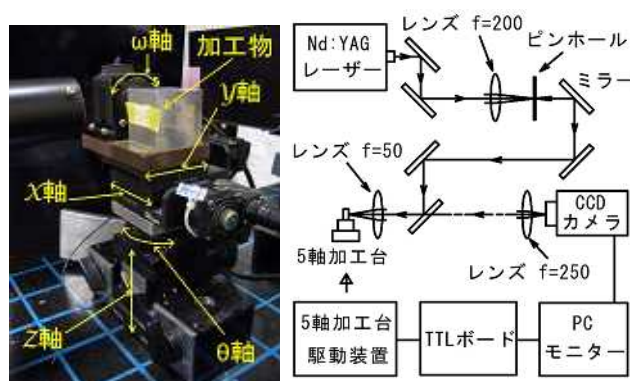 ω軸
加工物
y軸
x軸
Z軸
θ軸
Nd:YAG
レーザー
レンズ f=200
ピンホール
ミラー
レンズ f=50
CCD
カメラ
5軸加工台
レンズ f=250
5軸加工台
駆動装置
TTLボード
PC
モニター